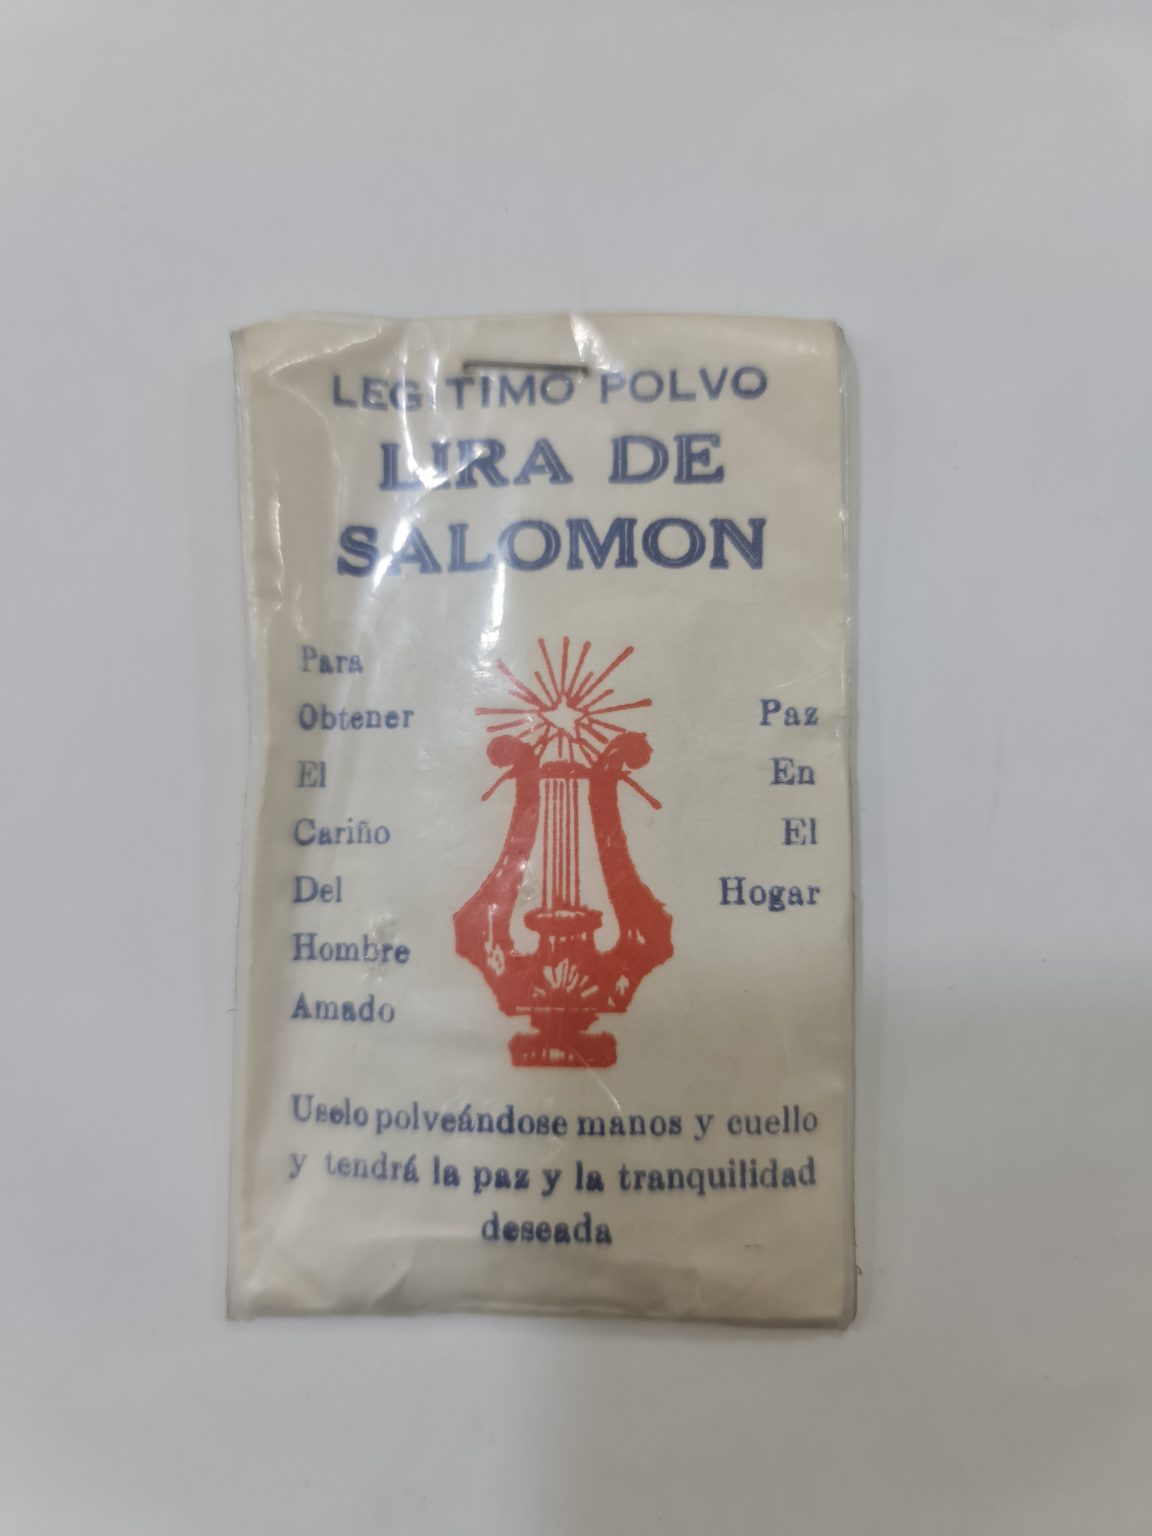 LEGITIMO POLVO
LIRA DE
SALOMON
Para
Obtener
El
Cariño
Del
Hombre
Amado
Paz
En
El
Hogar
Uselo polveándose manos y cuello
y tendrá la paz y la tranquilidad
deseada